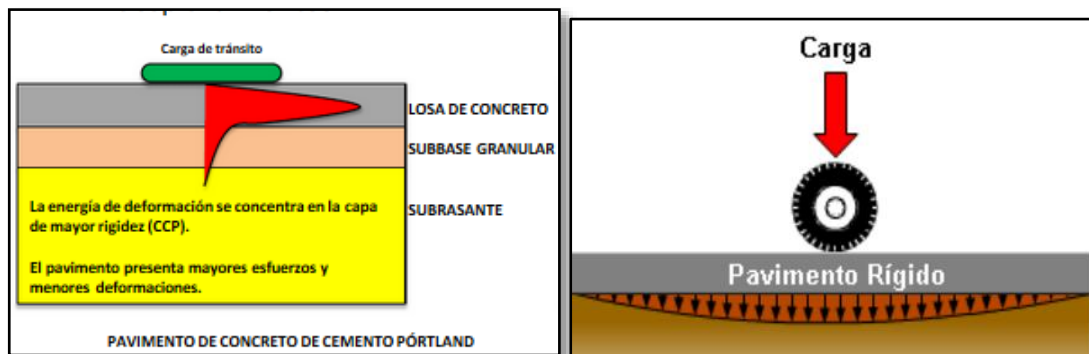 Carga de tránsito
LOSA DE CONCRETO
SUBBASE GRANULAR
SUBRASANTE
La energía de deformación se concentra en la capa
de mayor rigidez (CCP).
El pavimento presenta mayores esfuerzos y
menores deformaciones.
PAVIMENTO DE CONCRETO DE CEMENTO PÓRTLAND
Carga
Pavimento Rígido